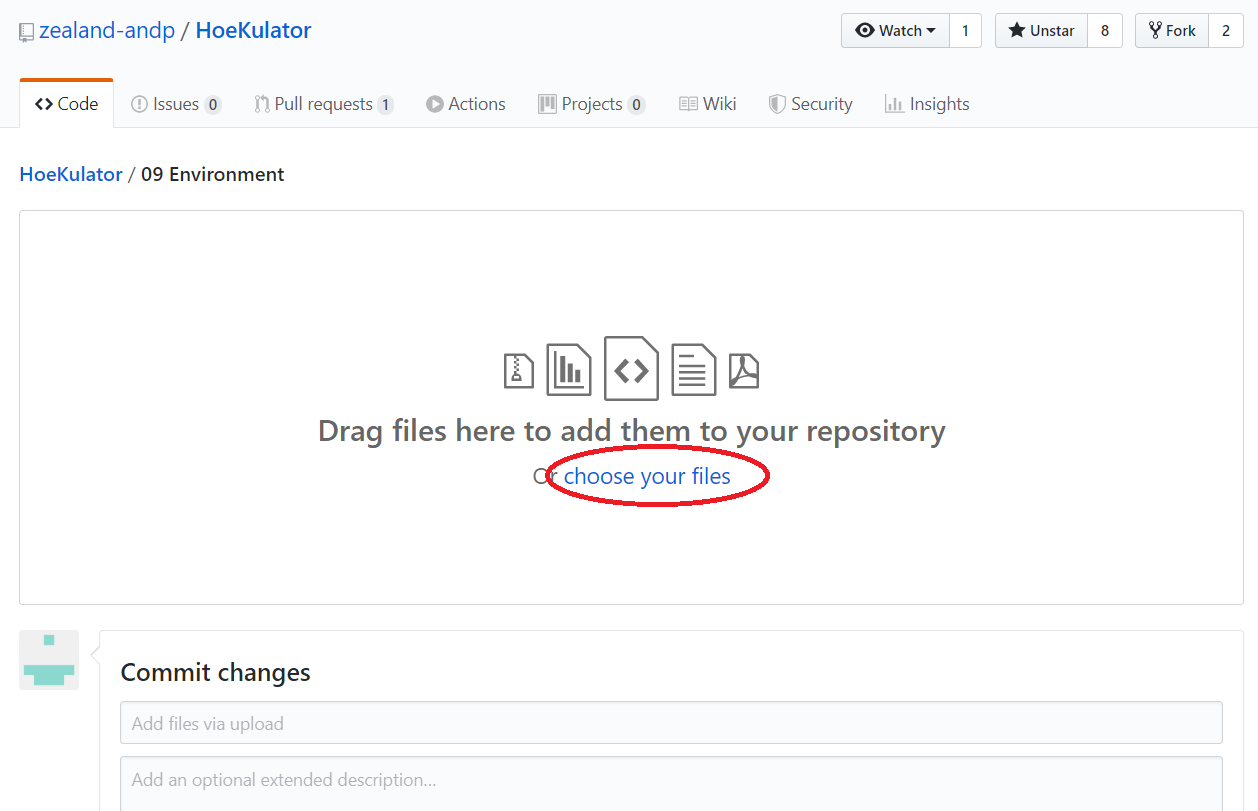 zealand-andp / HoeKulator
Watch 1 Unstar 8 Fork 2
Code Issues 0 Pull requests 1 Actions Projects 0 Wiki Security Insights
HoeKulator / 09 Environment
Drag files here to add them to your repository
Or choose your files
Commit changes
Add files via upload
Add an optional extended description...